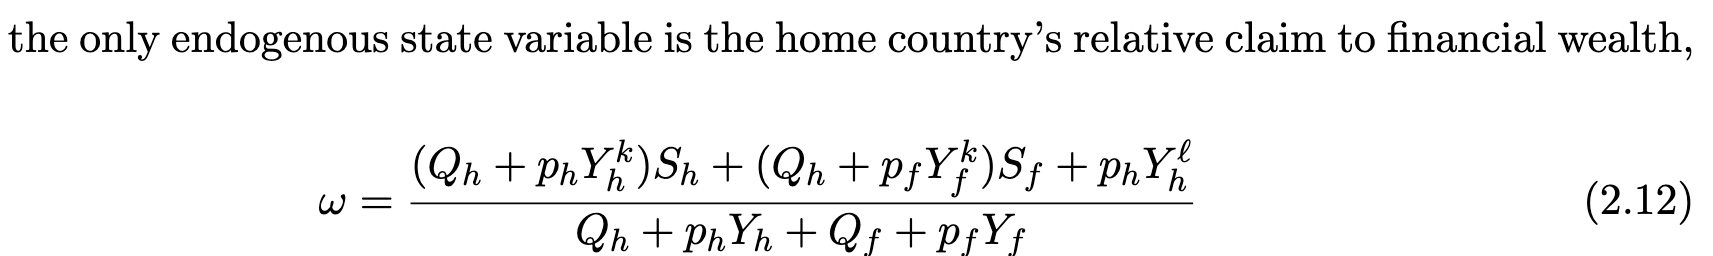 the only endogenous state variable is the home country's relative claim to financial wealth,
ω = \frac{(Q_h + p_h Y_h^k) S_h + (Q_h + p_f Y_f^k) S_f + p_h Y_h^ℓ}{Q_h + p_h Y_h + Q_f + p_f Y_f} (2.12)